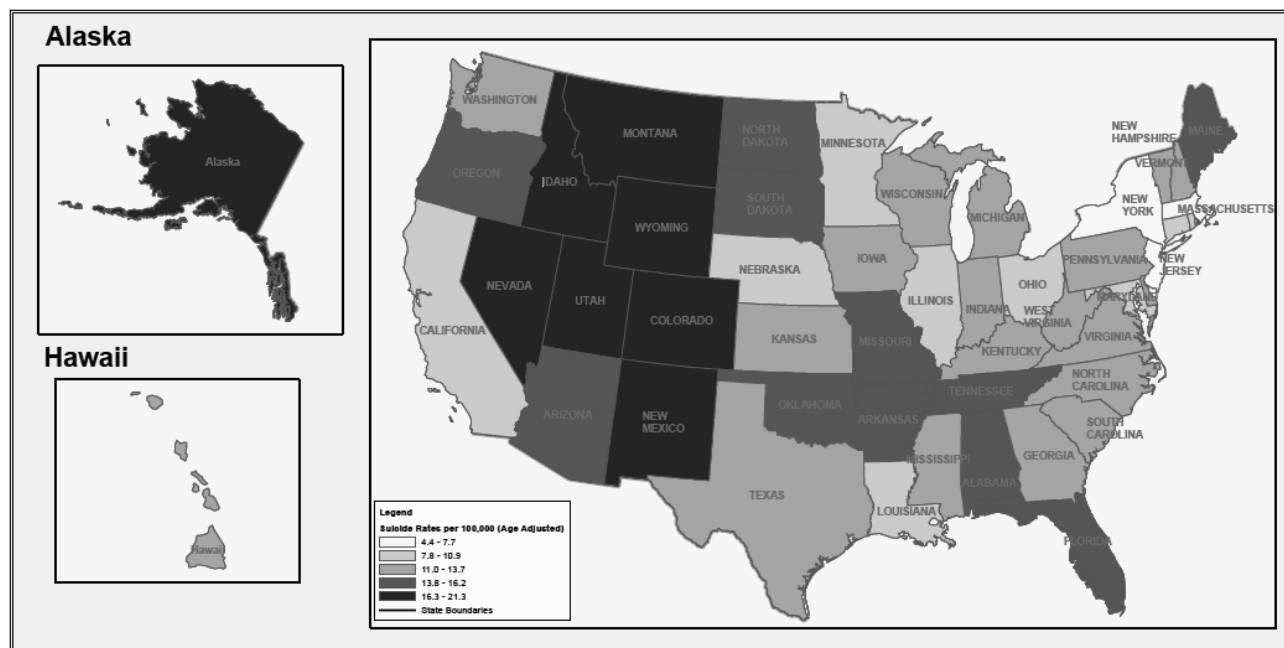 Alaska
Alaska
Hawaii
Hawaii
WASHINGTON
MONTANA
NORTH
DAKOTA
MINNESOTA
NEW
HAMPSHIRE
MAINE
VERMONT
OREGON
IDAHO
SOUTH
DAKOTA
WISCONSIN
MICHIGAN
NEW
YORK
MASSACHUSETTS
WYOMING
NEBRASKA
IOWA
PENNSYLVANIA
NEW
JERSEY
NEVADA
UTAH
COLORADO
ILLINOIS
INDIANA
OHIO
MARYLAND
CALIFORNIA
KANSAS
MISSOURI
WEST
VIRGINIA
VIRGINIA
KENTUCKY
ARIZONA
NEW
MEXICO
OKLAHOMA
ARKANSAS
TENNESSEE
NORTH
CAROLINA
SOUTH
CAROLINA
TEXAS
LOUISIANA
MISSISSIPPI
ALABAMA
GEORGIA
FLORIDA
Legend
Suicide Rates per 100,000 (Age Adjusted)
4.4 - 7.7
7.8 - 10.9
11.0 - 13.7
13.8 - 16.2
16.3 - 21.3
State Boundaries